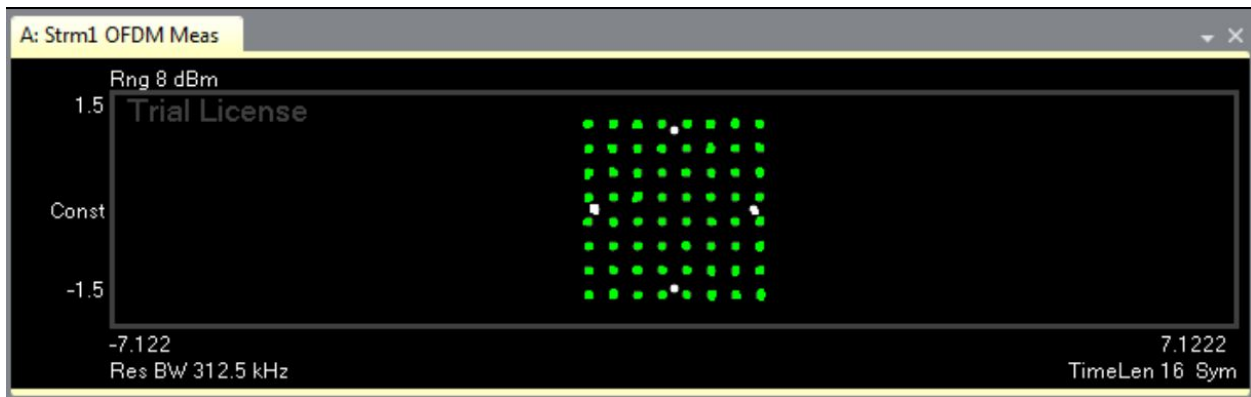 A: Strm1 OFDM Meas
Rng 8 dBm
1.5
Trial License
Const
-1.5
-7.122
7.1222
Res BW 312.5 kHz
TimeLen 16 Sym